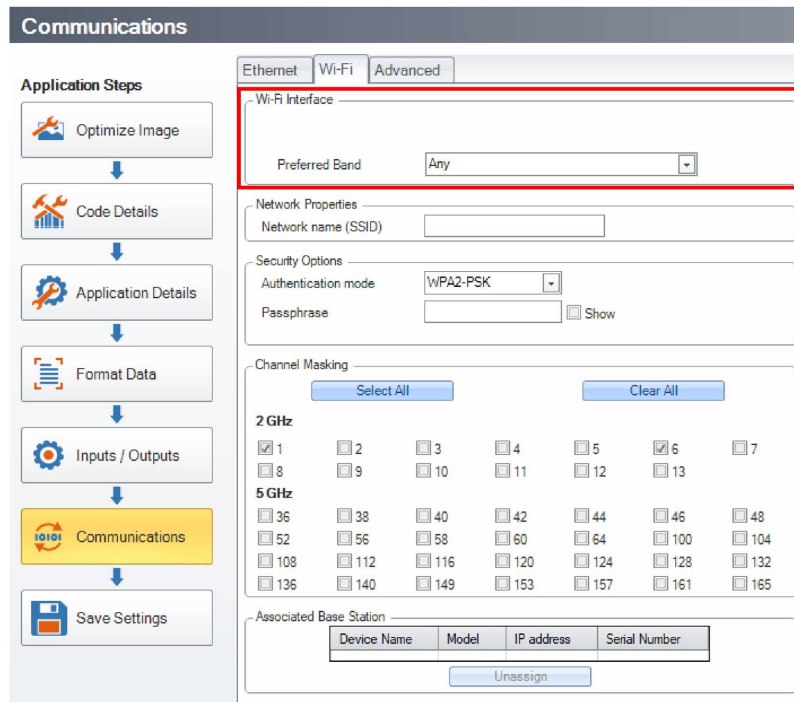 Communications
Application Steps
Optimize Image
Code Details
Application Details
Format Data
Inputs / Outputs
Communications
Save Settings
Ethernet Wi-Fi Advanced
Wi-Fi Interface
Preferred Band Any
Network Properties
Network name (SSID)
Security Options
Authentication mode WPA2-PSK
Passphrase Show
Channel Masking
Select All Clear All
2 GHz
1 2 3 4 5 6 7
8 9 10 11 12 13
5 GHz
36 38 40 42 44 46 48
52 56 58 60 64 100 104
108 112 116 120 124 128 132
136 140 149 153 157 161 165
Associated Base Station
Device Name Model IP address Serial Number
Unassign